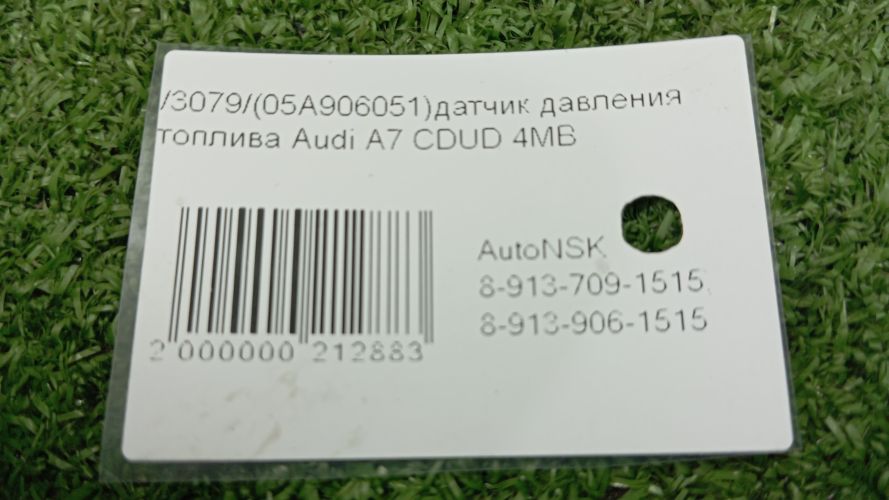 /3079/(05A906051)датчик давления
топлива Audi A7 CDUD 4MB
AutoNSK
8-913-709-1515
8-913-906-1515
2 000000 212883